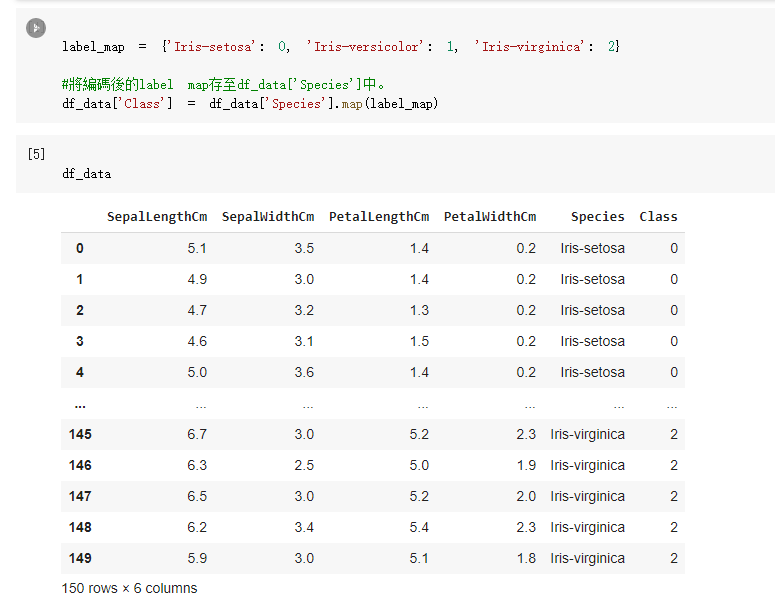 label_map = {'Iris-setosa': 0, 'Iris-versicolor': 1, 'Iris-virginica': 2}
#將編碼後的label map存至df_data['Species']中。
df_data['Class'] = df_data['Species'].map(label_map)
[5]
df_data
SepalLengthCm SepalWidthCm PetalLengthCm PetalWidthCm Species Class
0 5.1 3.5 1.4 0.2 Iris-setosa 0
1 4.9 3.0 1.4 0.2 Iris-setosa 0
2 4.7 3.2 1.3 0.2 Iris-setosa 0
3 4.6 3.1 1.5 0.2 Iris-setosa 0
4 5.0 3.6 1.4 0.2 Iris-setosa 0
... ... ... ... ... ... ...
145 6.7 3.0 5.2 2.3 Iris-virginica 2
146 6.3 2.5 5.0 1.9 Iris-virginica 2
147 6.5 3.0 5.2 2.0 Iris-virginica 2
148 6.2 3.4 5.4 2.3 Iris-virginica 2
149 5.9 3.0 5.1 1.8 Iris-virginica 2
150 rows × 6 columns